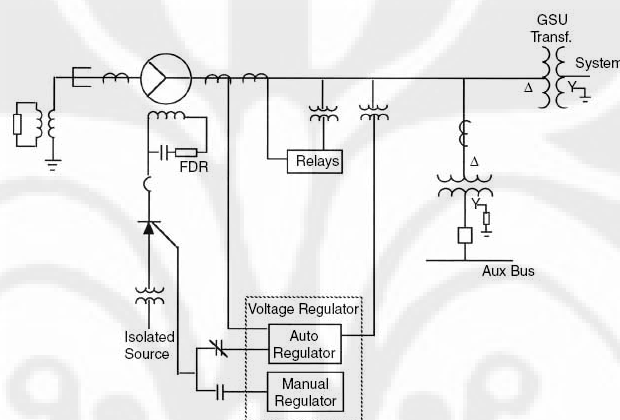 GSU
Transf.
System
Δ
Y
Relays
FDR
Δ
Y
Aux Bus
Voltage Regulator
Isolated
Source
Auto
Regulator
Manual
Regulator